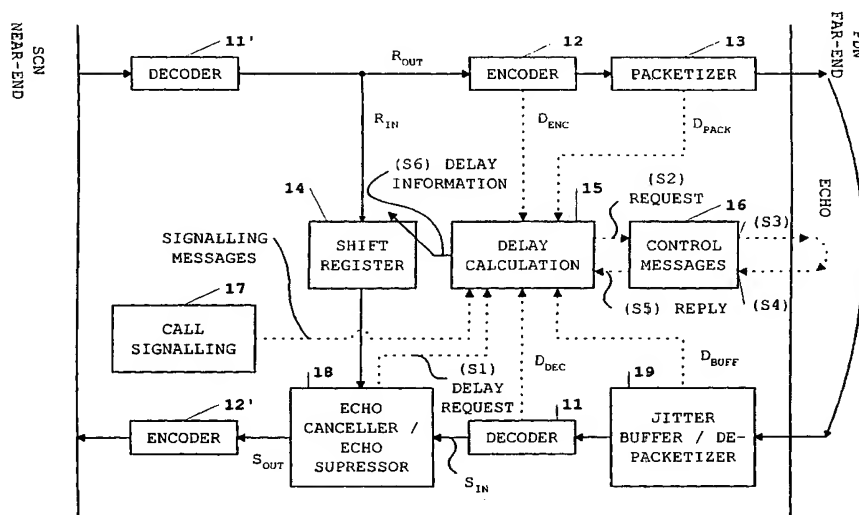 SCN
NEAR-END
FAR-END
11'
12
13
DECODER
R_OUT
ENCODER
PACKETIZER
R_IN
D_ENC
D_PACK
ECHO
(S6) DELAY
INFORMATION
14
15
(S2)
REQUEST
16
(S3)
SIGNALLING
MESSAGES
SHIFT
REGISTER
DELAY
CALCULATION
CONTROL
MESSAGES
17
(S5) REPLY
(S4)
CALL
SIGNALLING
18
(S1)
DELAY
REQUEST
D_DEC
D_BUFF
19
12'
11
ENCODER
S_OUT
ECHO
CANCELLER /
ECHO
SUPRESSOR
S_IN
DECODER
JITTER
BUFFER / DE-
PACKETIZER